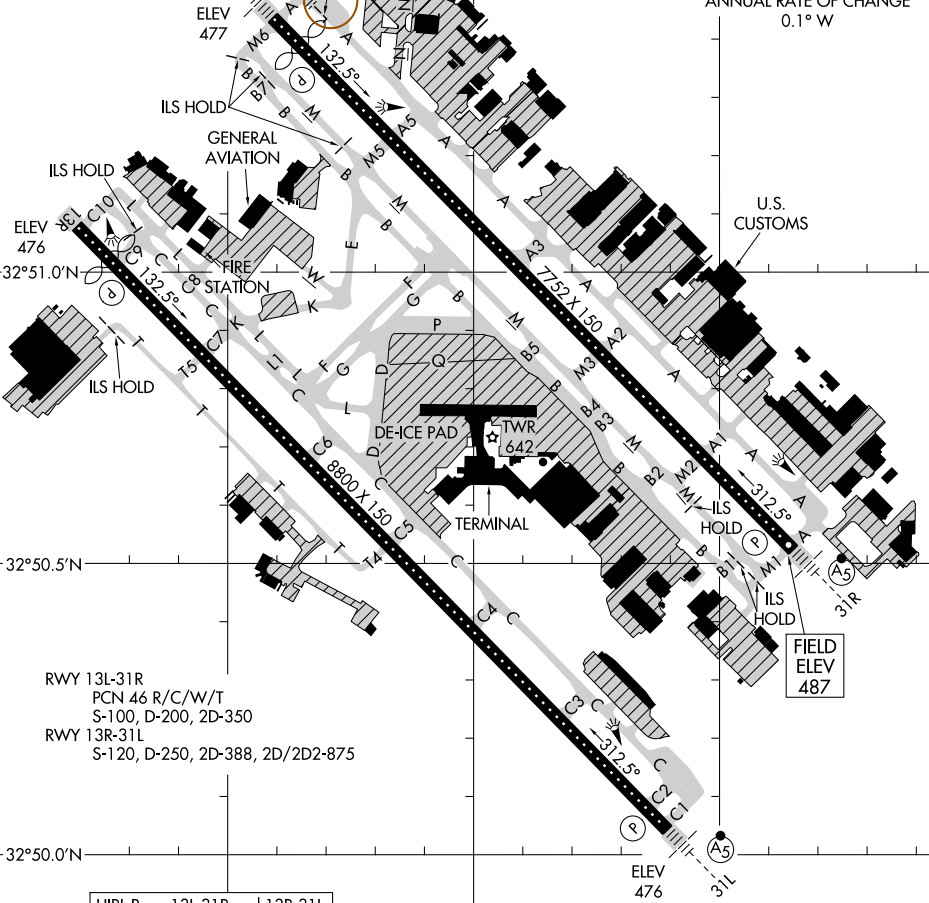 ANNUAL RATE OF CHANGE
0.1° W
ELEV
477
A
A
M6
132.5°
P
B
B7
B
M
ILS HOLD
GENERAL
AVIATION
A5
A
M5
B
ILS HOLD
M
B
A
U.S.
CUSTOMS
13R
C10
ELEV
476
C9
L
C
L
E
A3
32°51.0'N
132.5°
C8
FIRE
STATION
W
F
G
B
7752 X 150
A
P
C
K
K
M
P
A2
C7
L
B5
Q
M3
ILS HOLD
T
T5
L1
L
F
G
D
B
A
C
L
T
B4
B3
DE-ICE PAD
TWR
642
M
A1
C6
D
B
B2
M2
8800 X 150
C
M
312.5°
A
T
TERMINAL
ILS
HOLD
C5
P
A
T
T4
C
B
B1
M1
A5
32°50.5'N
31R
ILS
HOLD
C4
C
FIELD
ELEV
487
RWY 13L-31R
PCN 46 R/C/W/T
S-100, D-200, 2D-350
RWY 13R-31L
S-120, D-250, 2D-388, 2D/2D2-875
C3
C
312.5°
C
C2
C1
P
A5
32°50.0'N
ELEV
476
31L